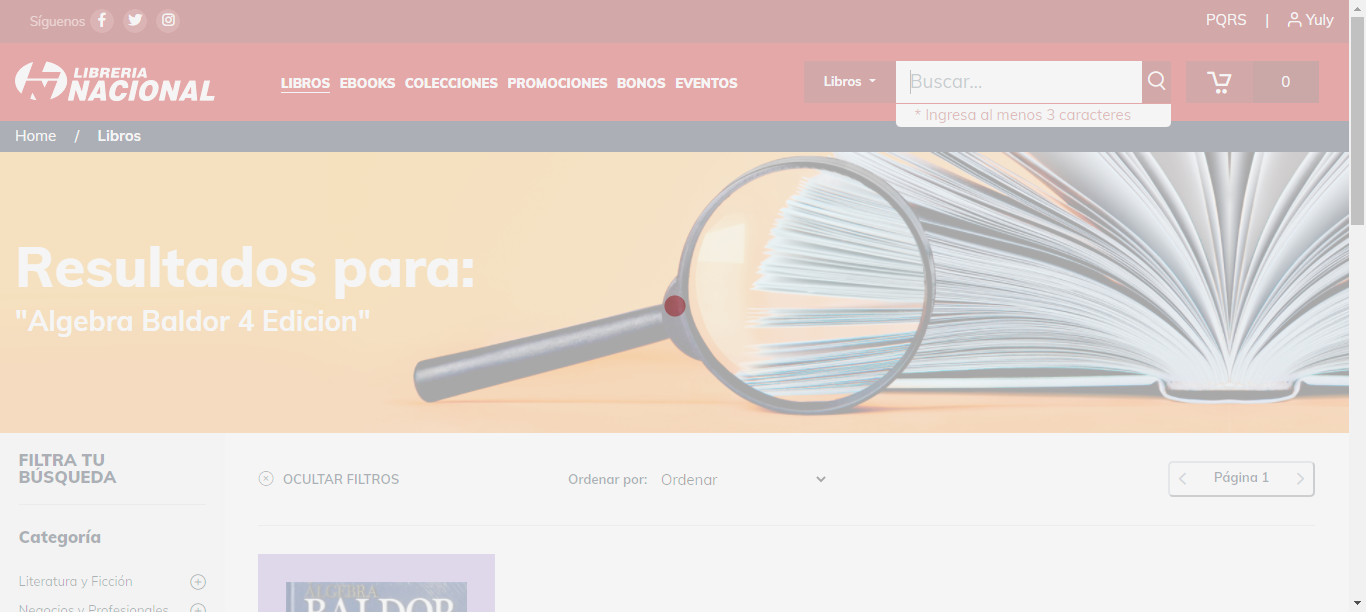 Síguenos
PQRS | Yuly
LIBRERIA
NACIONAL
LIBROS EBOOKS COLECCIONES PROMOCIONES BONOS EVENTOS
Libros Buscar... 0
* Ingresa al menos 3 caracteres
Home / Libros
Resultados para:
"Algebra Baldor 4 Edicion"
FILTRA TU
BÚSQUEDA
OCULTAR FILTROS
Ordenar por: Ordenar
Página 1
Categoría
Literatura y Ficción
Negocios y Profesionales
ÁLGEBRA
BALDOR